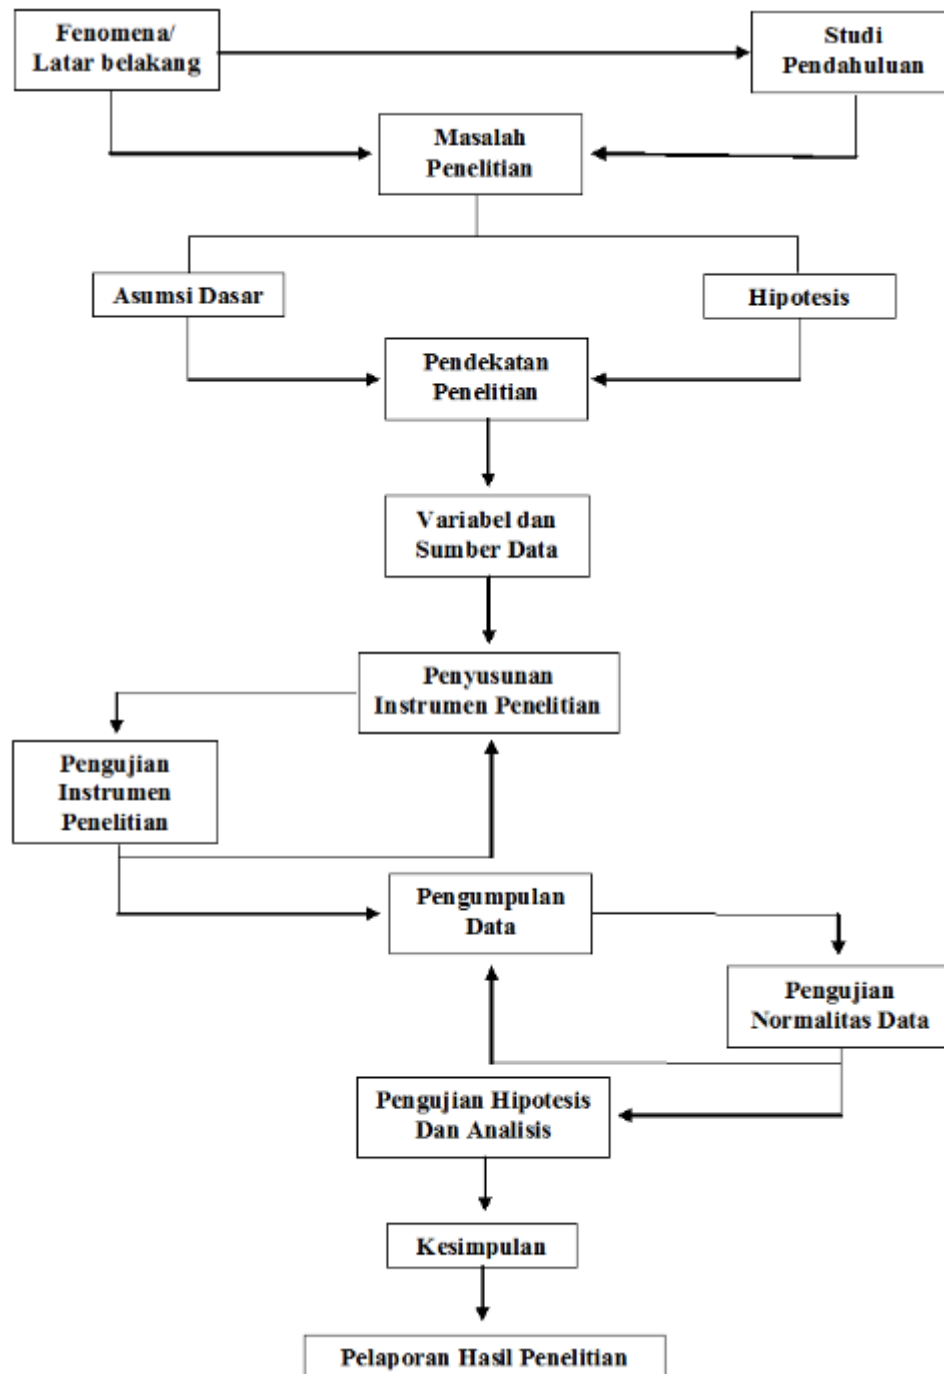 Fenomena/
Latar belakang
Studi
Pendahuluan
Masalah
Penelitian
Asumsi Dasar
Hipotesis
Pendekatan
Penelitian
Variabel dan
Sumber Data
Penyusunan
Instrumen Penelitian
Pengujian
Instrumen
Penelitian
Pengumpulan
Data
Pengujian
Normalitas Data
Pengujian Hipotesis
Dan Analisis
Kesimpulan
Pelaporan Hasil Penelitian